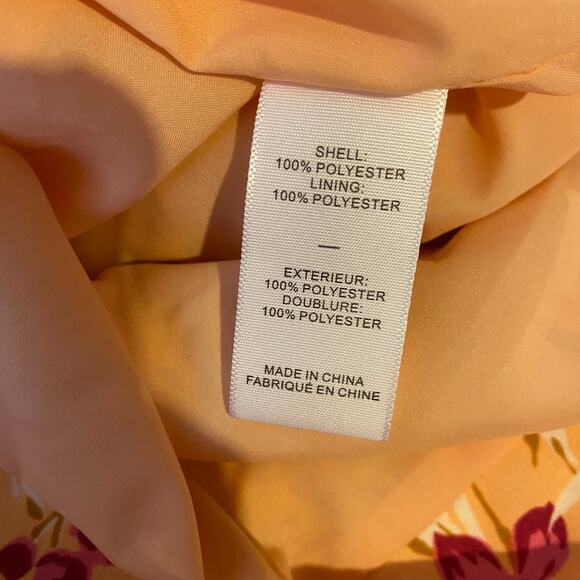 SHELL:
100% POLYESTER
LINING:
100% POLYESTER
—
EXTERIEUR:
100% POLYESTER
DOUBLURE:
100% POLYESTER
MADE IN CHINA
FABRIQUÉ EN CHINE